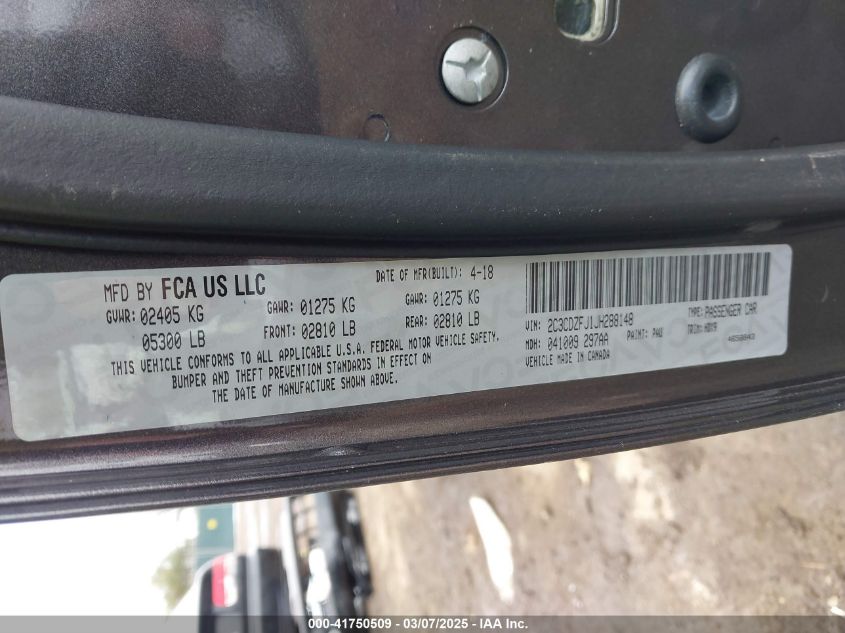 MFD BY FCA US LLC
DATE OF MFR(BUILT): 4-18
GVWR: 02405 KG GAWR: 01275 KG GAWR: 01275 KG
05300 LB FRONT: 02810 LB REAR: 02810 LB
THIS VEHICLE CONFORMS TO ALL APPLICABLE U.S.A. FEDERAL MOTOR VEHICLE SAFETY,
BUMPER AND THEFT PREVENTION STANDARDS IN EFFECT ON
THE DATE OF MANUFACTURE SHOWN ABOVE.
VIN: 2C3CDZFJ1JH288148 TYPE: PASSENGER CAR
MDH: 041009 297AA PAINT: PAU TRIM:
VEHICLE MADE IN CANADA
000-41750509 - 03/07/2025 - IAA Inc.